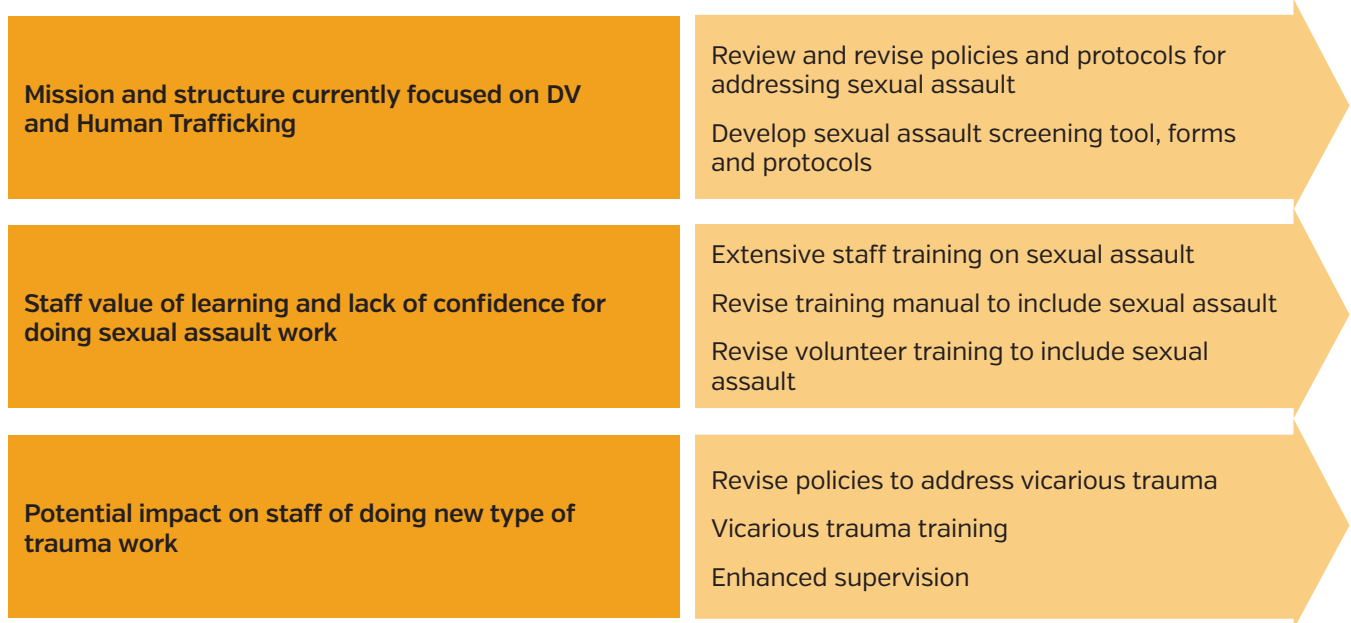 Mission and structure currently focused on DV
and Human Trafficking
Review and revise policies and protocols for
addressing sexual assault
Develop sexual assault screening tool, forms
and protocols
Staff value of learning and lack of confidence for
doing sexual assault work
Extensive staff training on sexual assault
Revise training manual to include sexual assault
Revise volunteer training to include sexual
assault
Potential impact on staff of doing new type of
trauma work
Revise policies to address vicarious trauma
Vicarious trauma training
Enhanced supervision